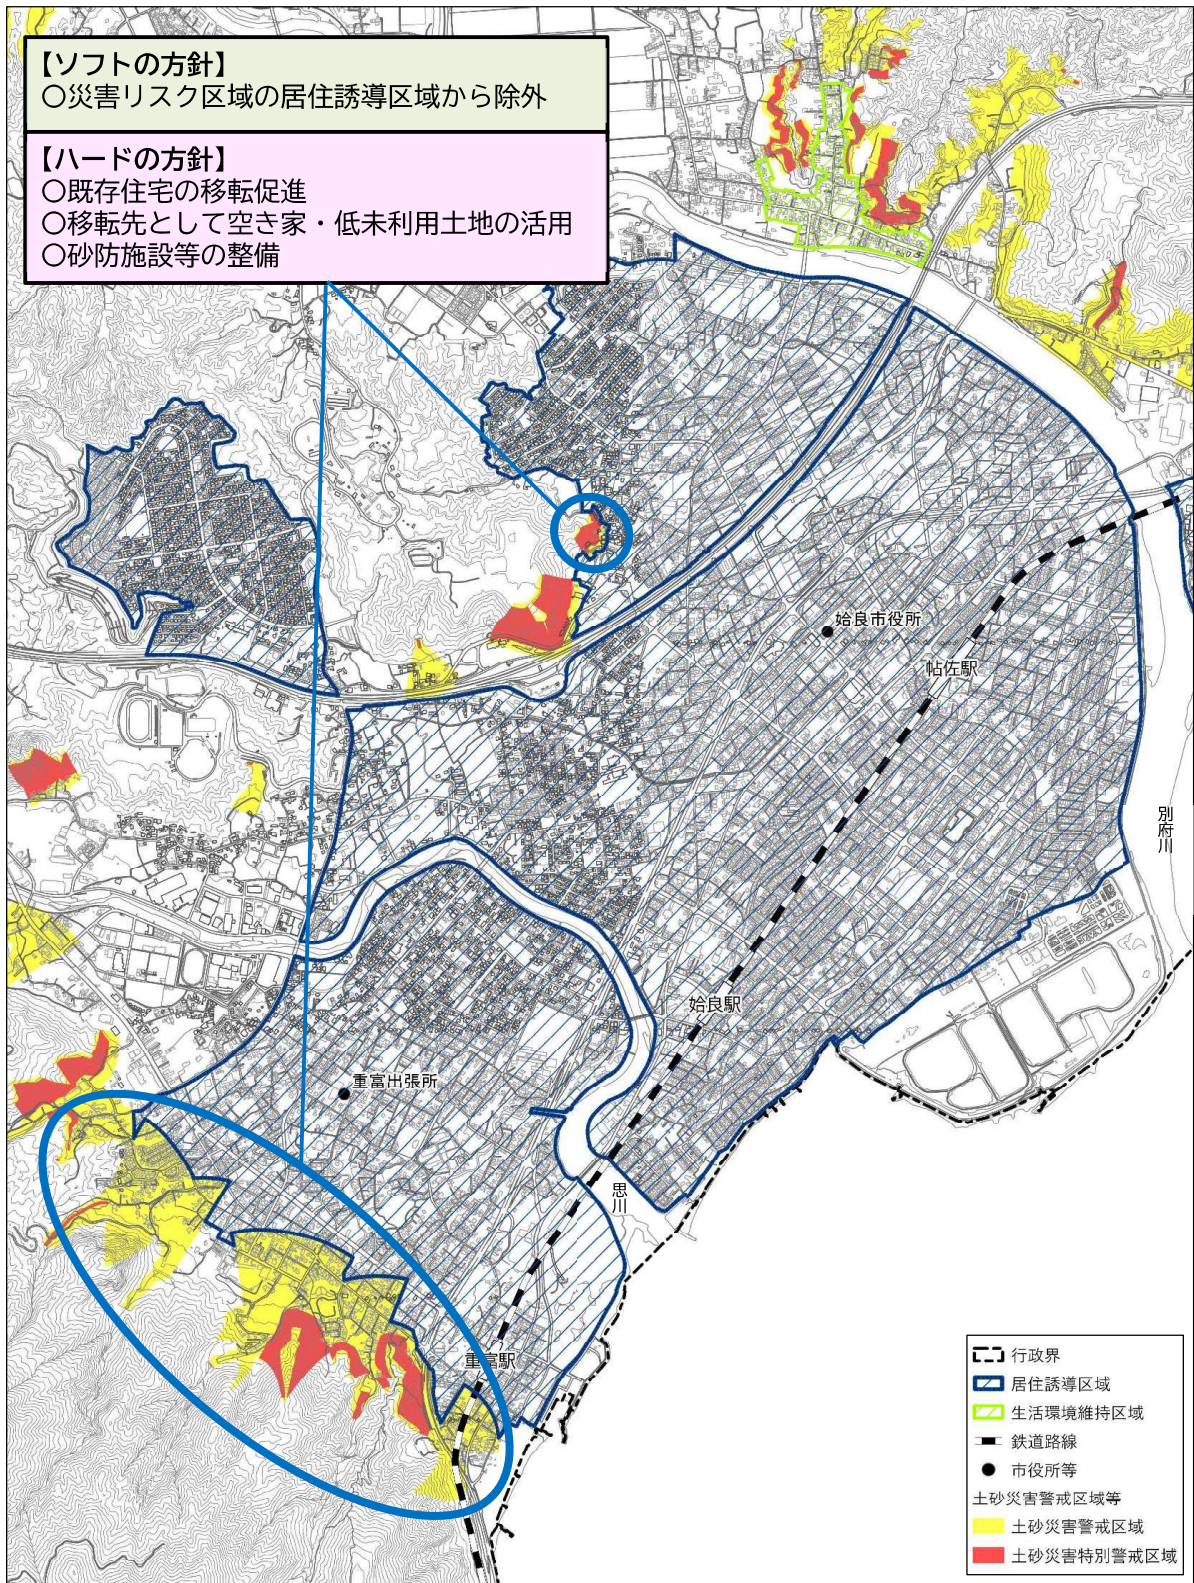 【ソフトの方針】
○災害リスク区域の居住誘導区域から除外
【ハードの方針】
○既存住宅の移転促進
○移転先として空き家・低未利用土地の活用
○砂防施設等の整備
姶良市役所
帖佐駅
別府川
姶良駅
重富出張所
思川
重富駅
行政界
居住誘導区域
生活環境維持区域
鉄道路線
市役所等
土砂災害警戒区域等
土砂災害警戒区域
土砂災害特別警戒区域